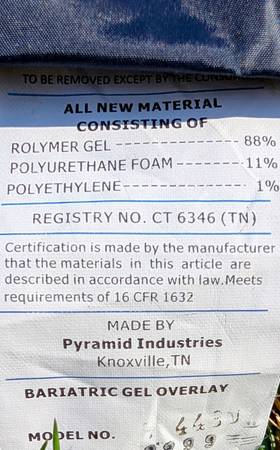 TO BE REMOVED EXCEPT BY THE CONSUMER
ALL NEW MATERIAL
CONSISTING OF
ROLYMER GEL -------------- 88%
POLYURETHANE FOAM --------- 11%
POLYETHYLENE -------------- 1%
REGISTRY NO. CT 6346 (TN)
Certification is made by the manufacturer
that the materials in this article are
described in accordance with law.Meets
requirements of 16 CFR 1632
MADE BY
Pyramid Industries
Knoxville,TN
BARIATRIC GEL OVERLAY
MODEL NO.